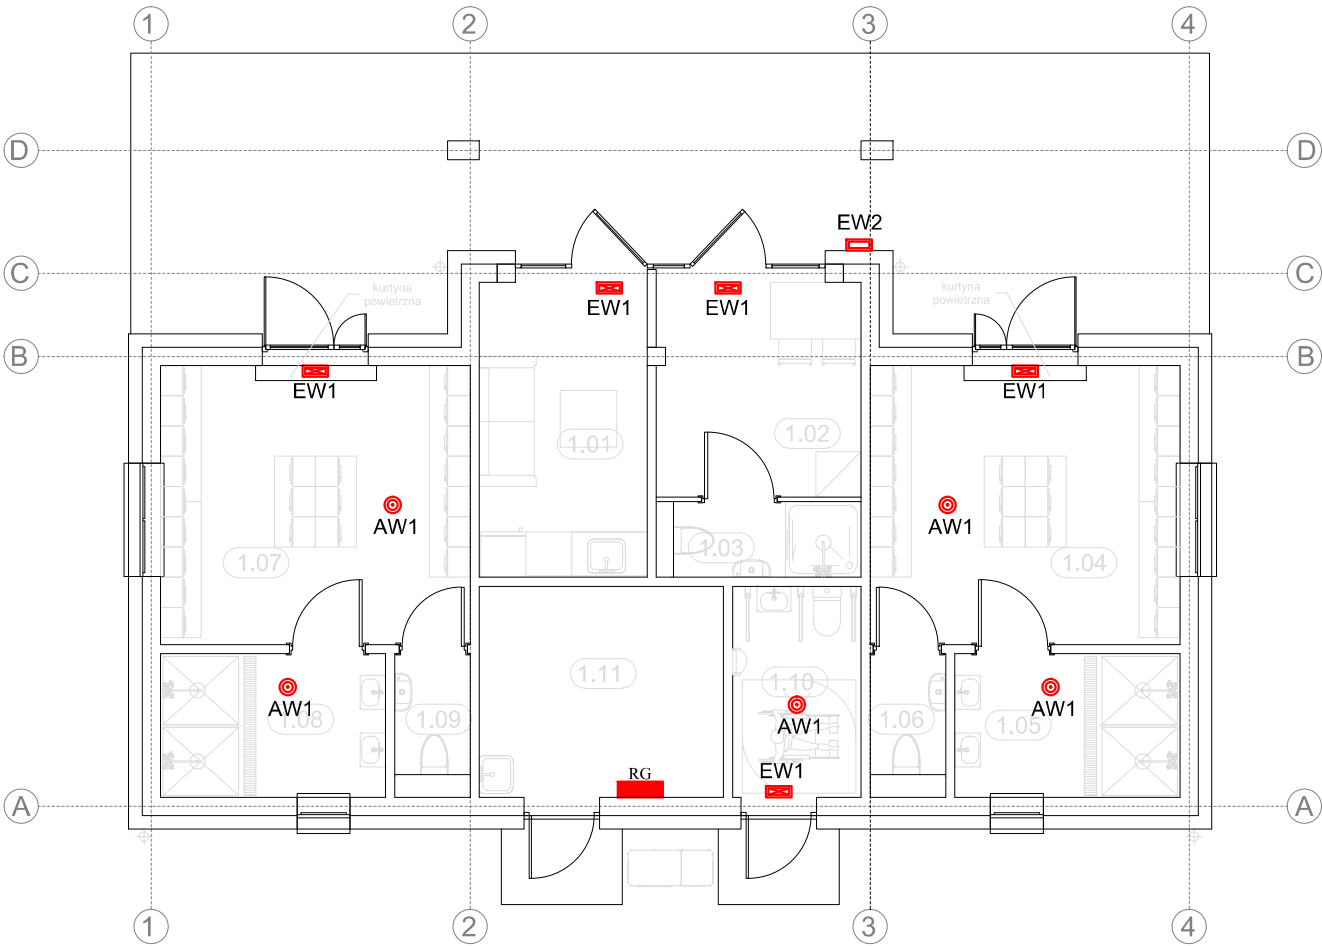 1 2 3 4
D D
EW2
C C
kurtyna
powietrzna
EW1 EW1
kurtyna
powietrzna
B B
EW1 EW1
1.01 1.02
AW1 AW1
1.07 1.03 1.04
1.11 1.10
AW1 AW1 AW1
1.08 1.09 1.06 1.05
RG EW1
A A
1 2 3 4